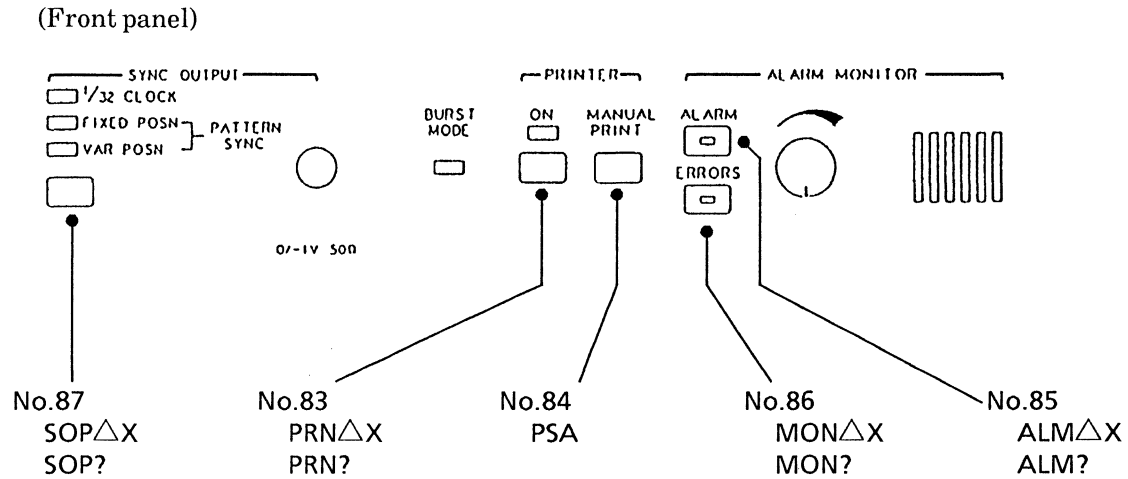 (Front panel)
SYNC OUTPUT
PRINTER
ALARM MONITOR
1/32 CLOCK
FIXED POSN
VAR POSN
PATTERN
SYNC
BURST
MODE
ON
MANUAL
PRINT
ALARM
ERRORS
0/-1V 50Ω
No.87
SOP△X
SOP?
No.83
PRN△X
PRN?
No.84
PSA
No.86
MON△X
MON?
No.85
ALM△X
ALM?